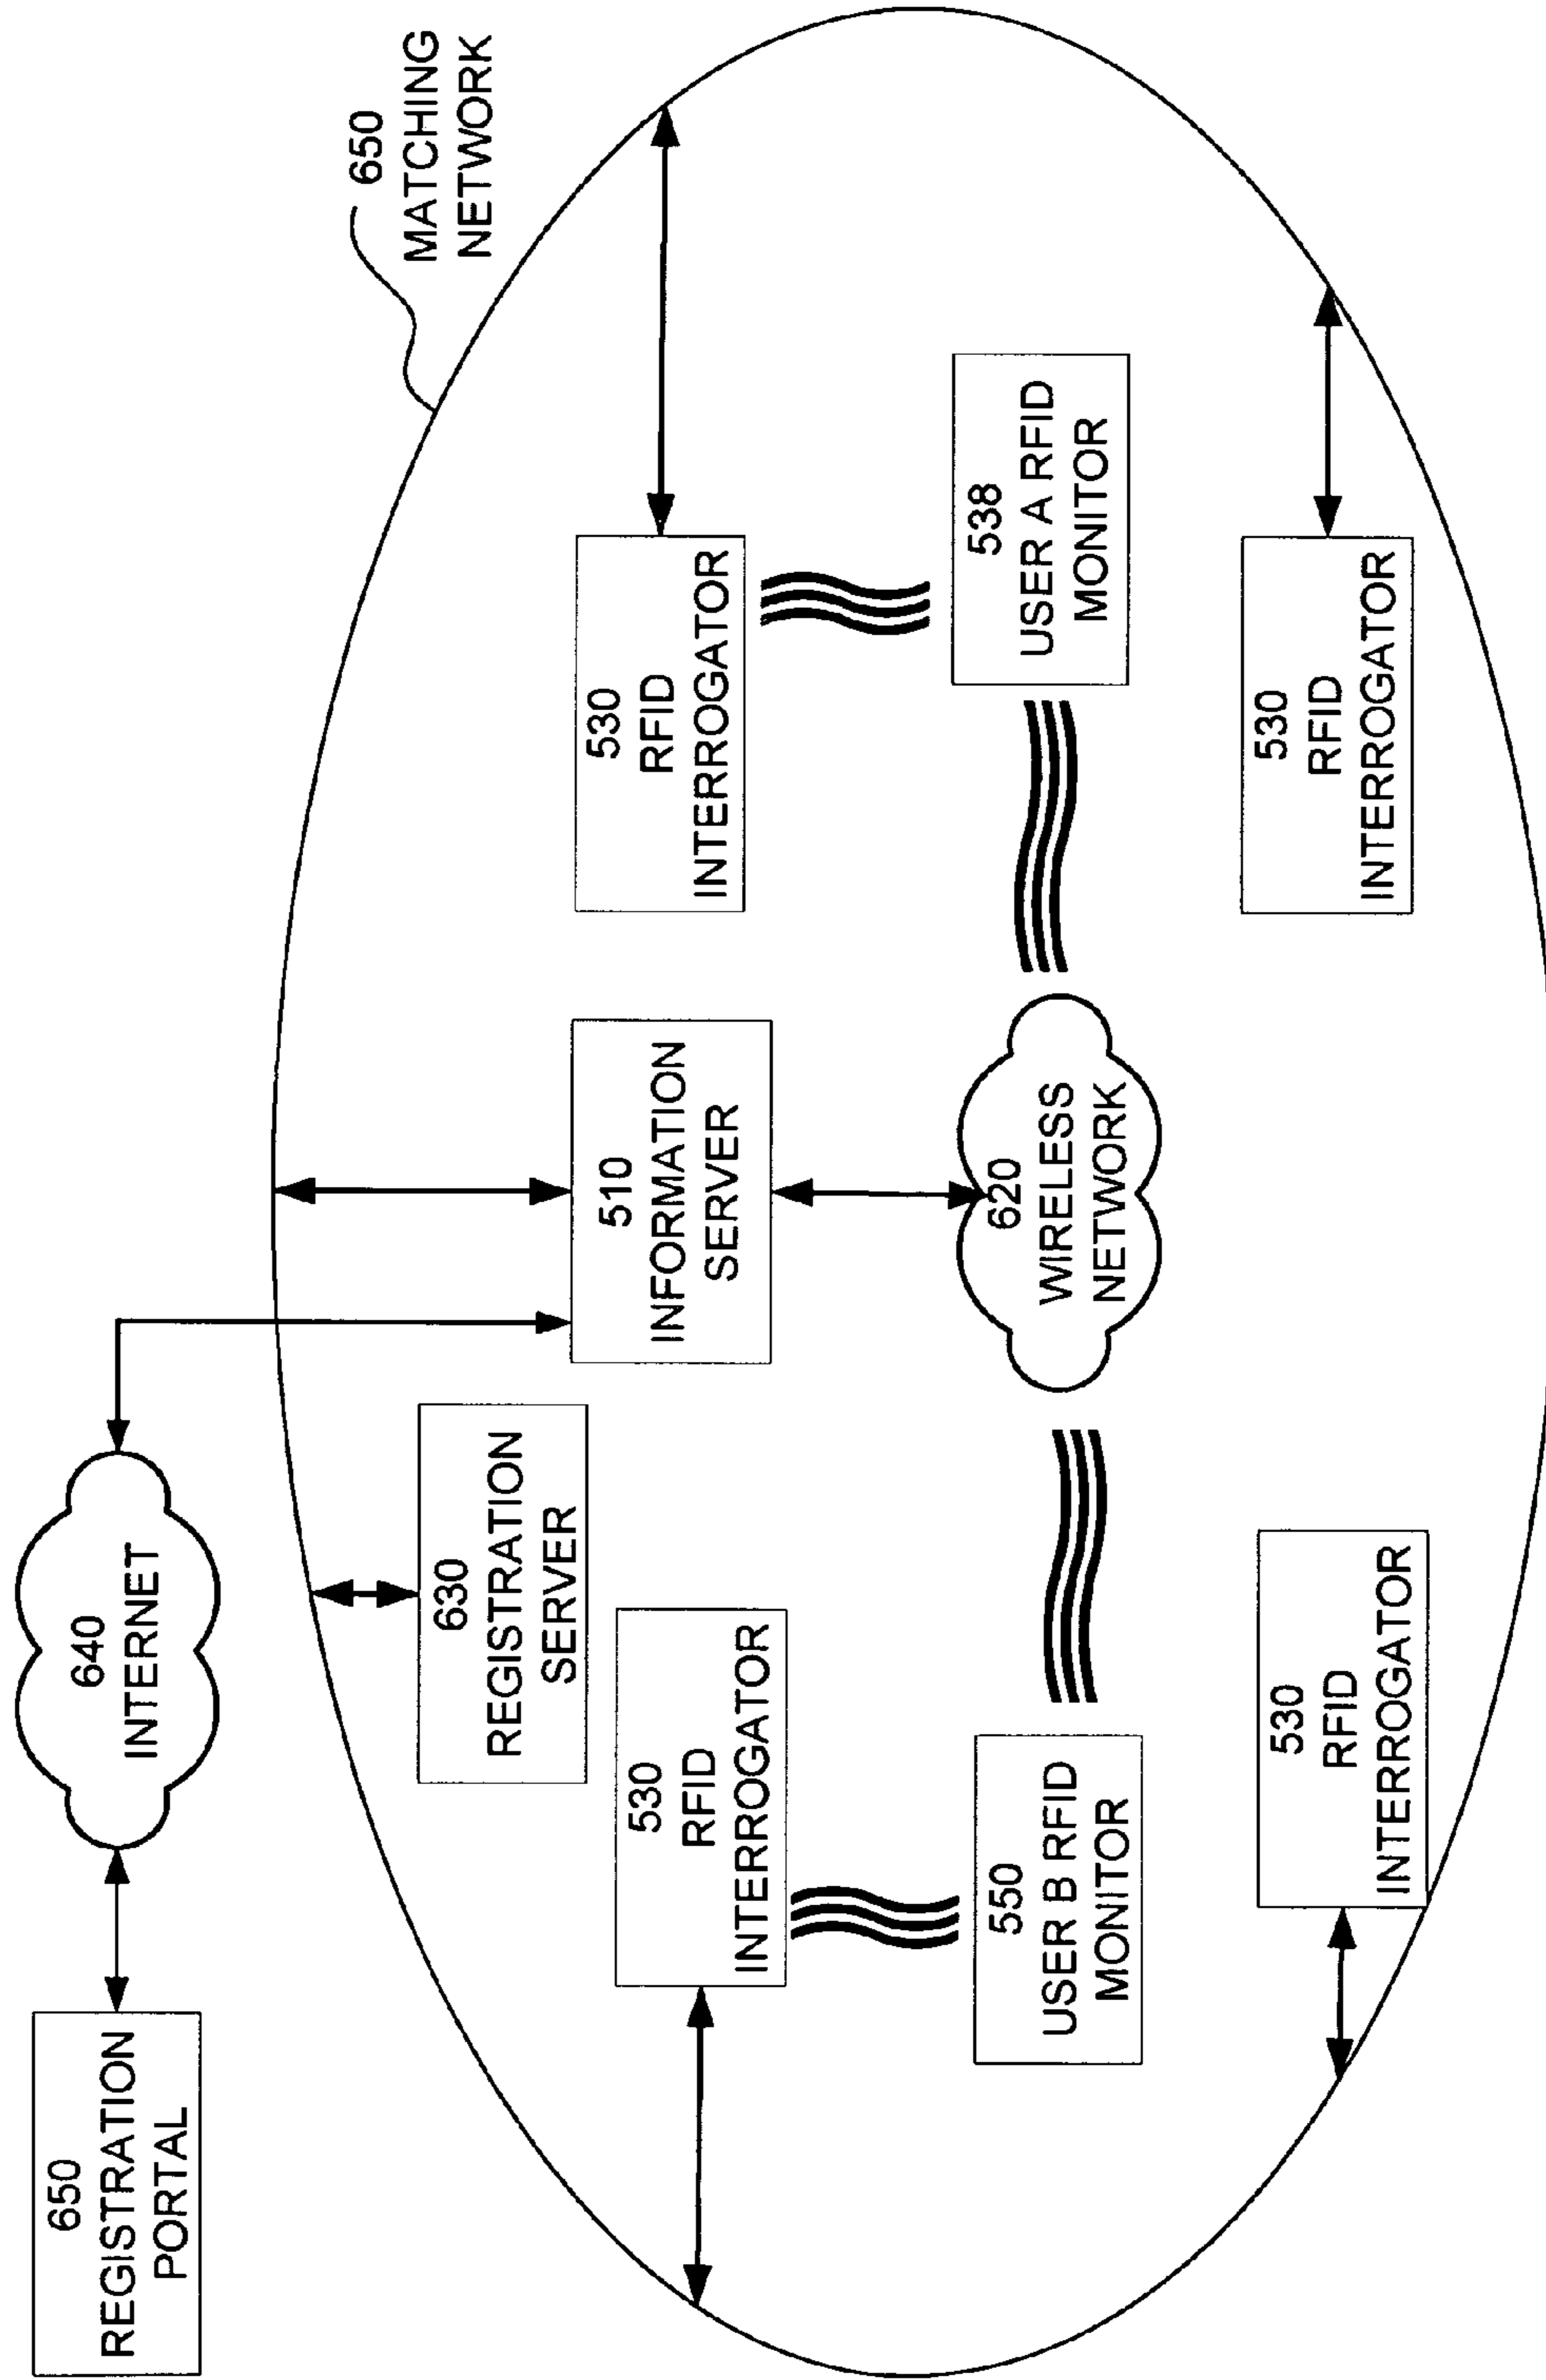 650
REGISTRATION
PORTAL
640
INTERNET
650
MATCHING
NETWORK
630
REGISTRATION
SERVER
510
INFORMATION
SERVER
530
RFID
INTERROGATOR
530
RFID
INTERROGATOR
550
USER B RFID
MONITOR
620
WIRELESS
NETWORK
538
USER A RFID
MONITOR
530
RFID
INTERROGATOR
530
RFID
INTERROGATOR